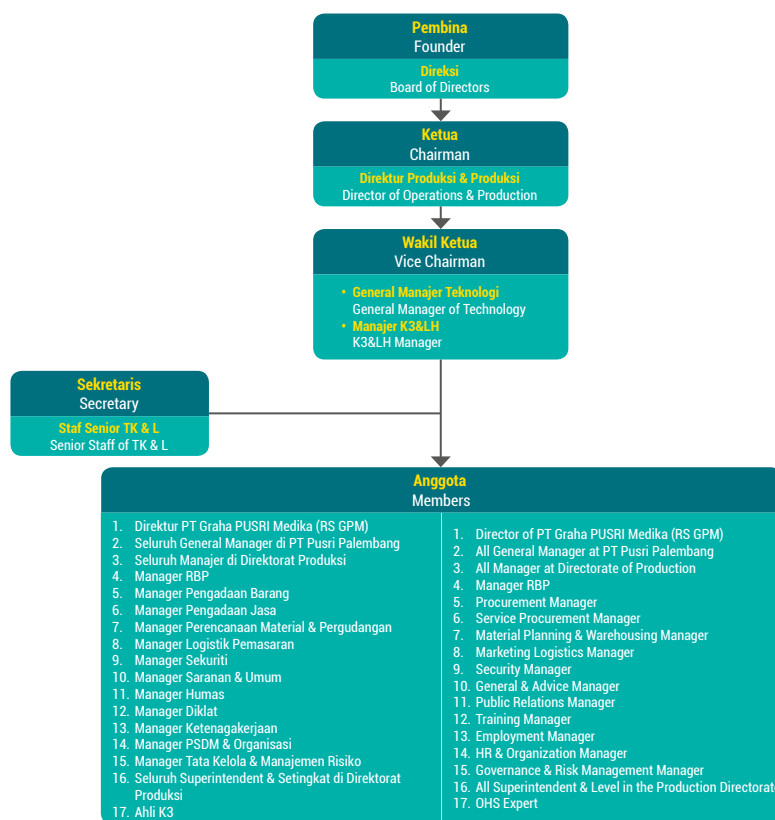 Pembina
Founder
Direksi
Board of Directors
Ketua
Chairman
Direktur Produksi & Produksi
Director of Operations & Production
Wakil Ketua
Vice Chairman
• General Manajer Teknologi
General Manager of Technology
• Manajer K3&LH
K3&LH Manager
Sekretaris
Secretary
Staf Senior TK & L
Senior Staff of TK & L
Anggota
Members
1. Direktur PT Graha PUSRI Medika (RS GPM)
2. Seluruh General Manager di PT Pusri Palembang
3. Seluruh Manajer di Direktorat Produksi
4. Manager RBP
5. Manager Pengadaan Barang
6. Manager Pengadaan Jasa
7. Manager Perencanaan Material & Pergudangan
8. Manager Logistik Pemasaran
9. Manager Sekuriti
10. Manager Saranan & Umum
11. Manager Humas
12. Manager Diklat
13. Manager Ketenagakerjaan
14. Manager PSDM & Organisasi
15. Manager Tata Kelola & Manajemen Risiko
16. Seluruh Superintendent & Setingkat di Direktorat
Produksi
17. Ahli K3
1. Director of PT Graha PUSRI Medika (RS GPM)
2. All General Manager at PT Pusri Palembang
3. All Manager at Directorate of Production
4. Manager RBP
5. Procurement Manager
6. Service Procurement Manager
7. Material Planning & Warehousing Manager
8. Marketing Logistics Manager
9. Security Manager
10. General & Advice Manager
11. Public Relations Manager
12. Training Manager
13. Employment Manager
14. HR & Organization Manager
15. Governance & Risk Management Manager
16. All Superintendent & Level in the Production Directorate
17. OHS Expert